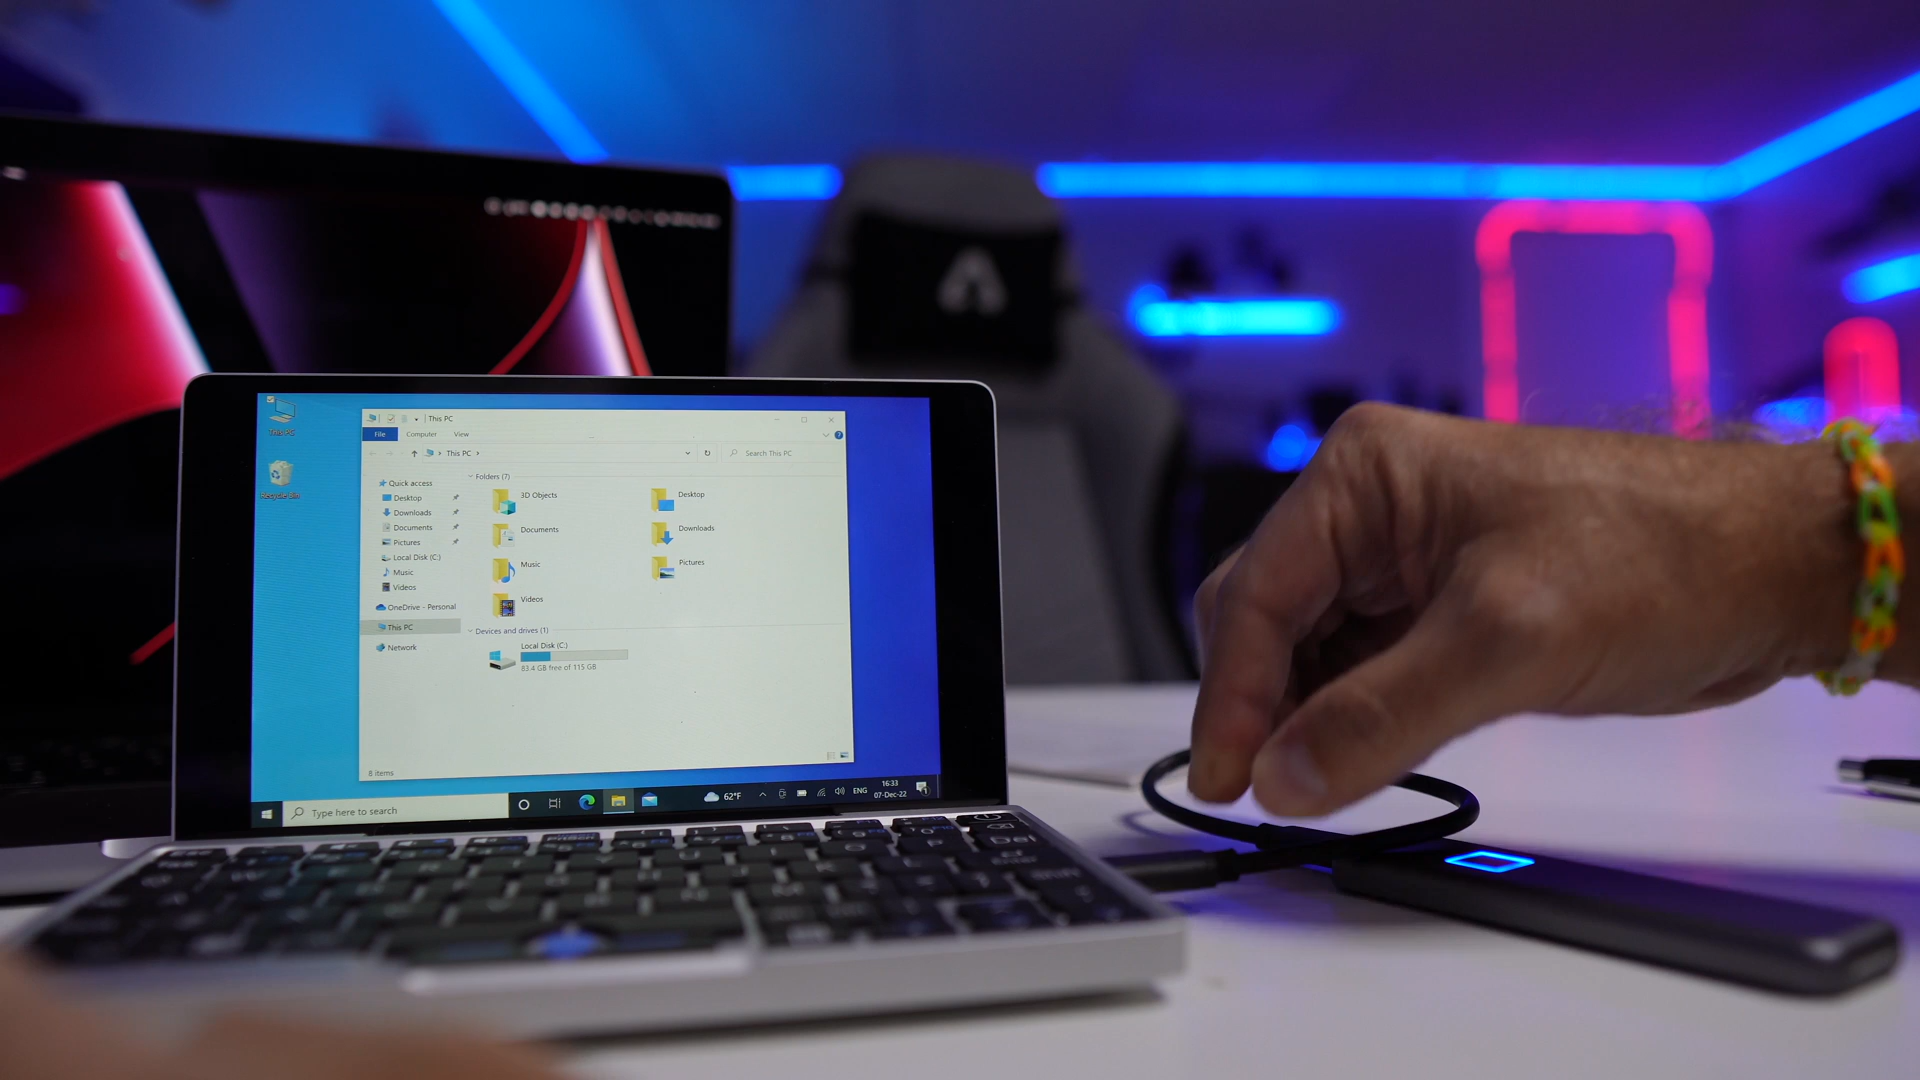 This PC
Recycle Bin
This PC
File Computer View
This PC
Search This PC
Quick access
Desktop
Downloads
Documents
Pictures
Local Disk (C:)
Music
Videos
OneDrive - Personal
This PC
Network
Folders (7)
3D Objects
Desktop
Documents
Downloads
Music
Pictures
Videos
Devices and drives (1)
Local Disk (C:)
83.4 GB free of 115 GB
8 items
Type here to search
62°F
ENG
16:33
07-Dec-22
1
Del